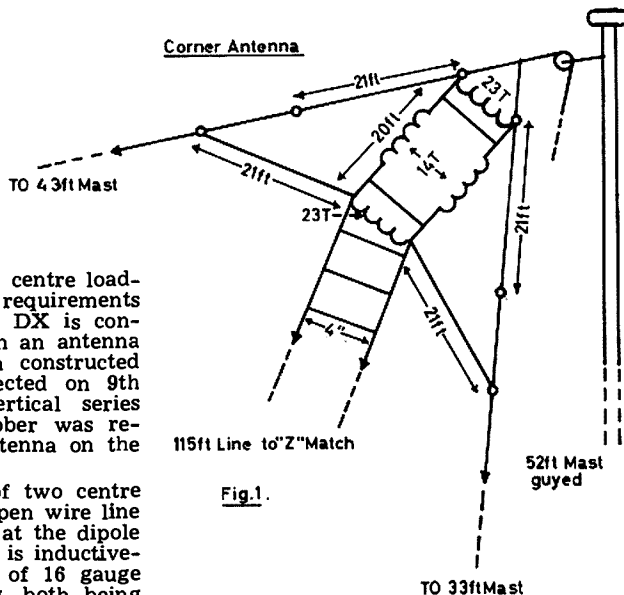 Corner Antenna
21ft
23T
20ft
14T
TO 43ft Mast
21ft
23T
21ft
21ft
4"
115ft Line to "Z" Match
52ft Mast
guyed
Fig.1.
TO 33ft Mast
centre load-
requirements
DX is con-
an antenna
constructed
ected on 9th
ertical series
ober was re-
tenna on the
of two centre
pen wire line
at the dipole
is inductive-
of 16 gauge
both being